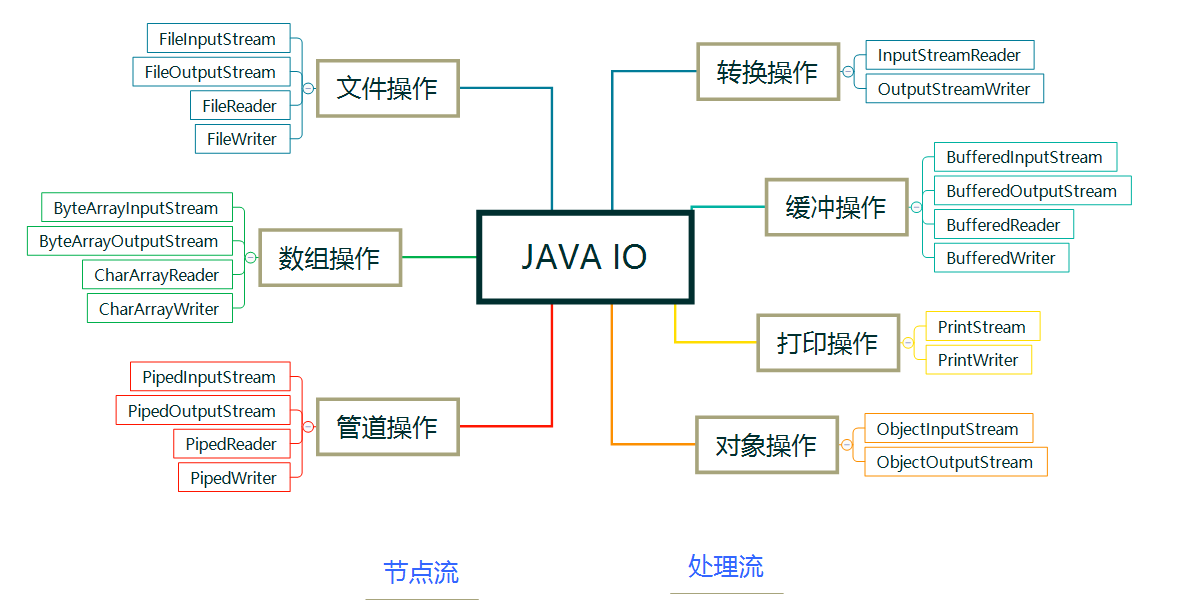 FileInputStream
FileOutputStream
FileReader
FileWriter
文件操作
ByteArrayInputStream
ByteArrayOutputStream
CharArrayReader
CharArrayWriter
数组操作
PipedInputStream
PipedOutputStream
PipedReader
PipedWriter
管道操作
JAVA IO
转换操作
InputStreamReader
OutputStreamWriter
缓冲操作
BufferedInputStream
BufferedOutputStream
BufferedReader
BufferedWriter
打印操作
PrintStream
PrintWriter
对象操作
ObjectInputStream
ObjectOutputStream
节点流
处理流